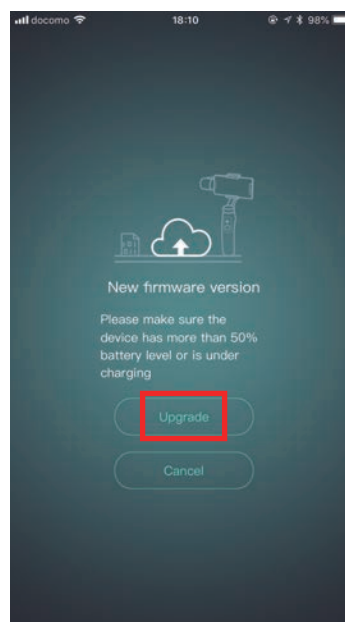 docomo 18:10 98%
New firmware version
Please make sure the
device has more than 50%
battery level or is under
charging
Upgrade
Cancel